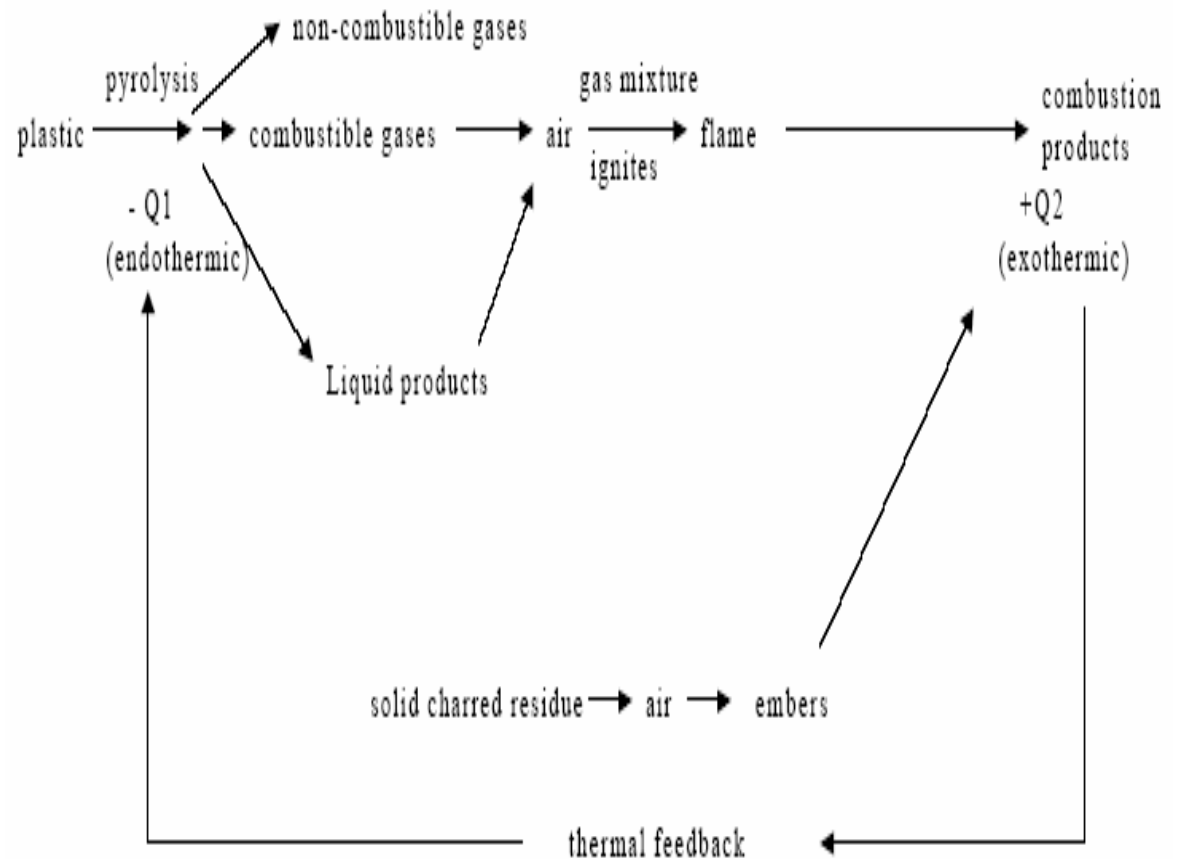 non-combustible gases
pyrolysis
gas mixture
combustion
plastic
combustible gases
air
flame
products
ignites
- Q1
+Q2
(endothermic)
(exothermic)
Liquid products
solid charred residue
air
embers
thermal feedback